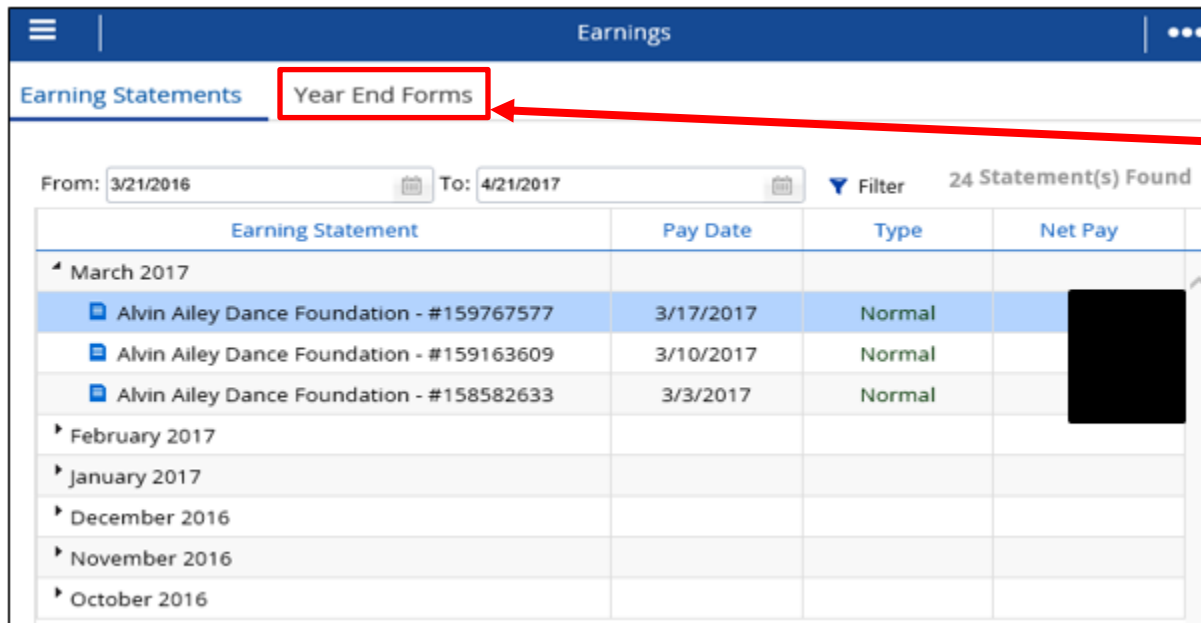 Earnings
Earning Statements Year End Forms
From: 3/21/2016 To: 4/21/2017 Filter 24 Statement(s) Found
Earning Statement Pay Date Type Net Pay
March 2017
Alvin Ailey Dance Foundation - #159767577 3/17/2017 Normal
Alvin Ailey Dance Foundation - #159163609 3/10/2017 Normal
Alvin Ailey Dance Foundation - #158582633 3/3/2017 Normal
February 2017
January 2017
December 2016
November 2016
October 2016